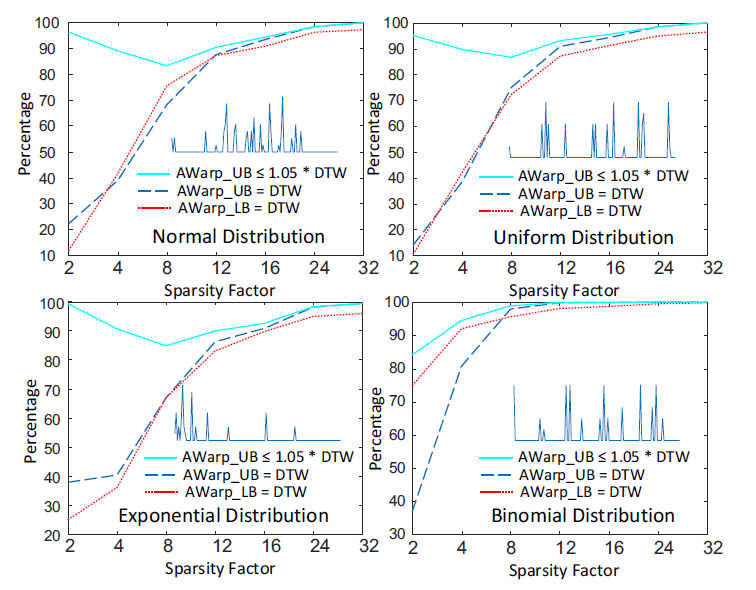 100
90
80
70
60
50
40
30
20
10
Percentage
AWarp_UB ≤ 1.05 * DTW
AWarp_UB = DTW
AWarp_LB = DTW
Normal Distribution
2 4 8 12 16 24 32
Sparsity Factor
100
90
80
70
60
50
40
30
20
10
Percentage
AWarp_UB ≤ 1.05 * DTW
AWarp_UB = DTW
AWarp_LB = DTW
Uniform Distribution
2 4 8 12 16 24 32
Sparsity Factor
100
90
80
70
60
50
40
30
20
Percentage
AWarp_UB ≤ 1.05 * DTW
AWarp_UB = DTW
AWarp_LB = DTW
Exponential Distribution
2 4 8 12 16 24 32
Sparsity Factor
100
90
80
70
60
50
40
30
Percentage
AWarp_UB ≤ 1.05 * DTW
AWarp_UB = DTW
AWarp_LB = DTW
Binomial Distribution
2 4 8 12 16 24 32
Sparsity Factor